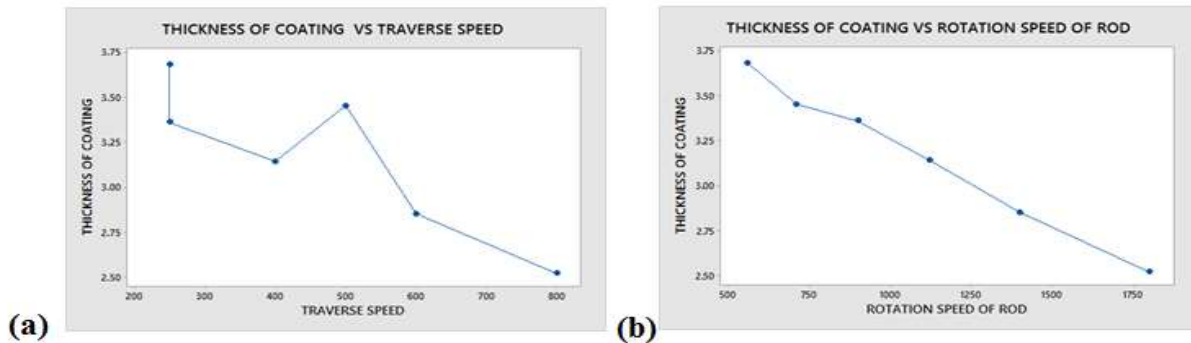 THICKNESS OF COATING VS TRAVERSE SPEED
THICKNESS OF COATING
3.75
3.50
3.25
3.00
2.75
2.50
200 300 400 500 600 700 800
TRAVERSE SPEED
(a)
THICKNESS OF COATING VS ROTATION SPEED OF ROD
THICKNESS OF COATING
3.75
3.50
3.25
3.00
2.75
2.50
500 750 1000 1250 1500 1750
ROTATION SPEED OF ROD
(b)